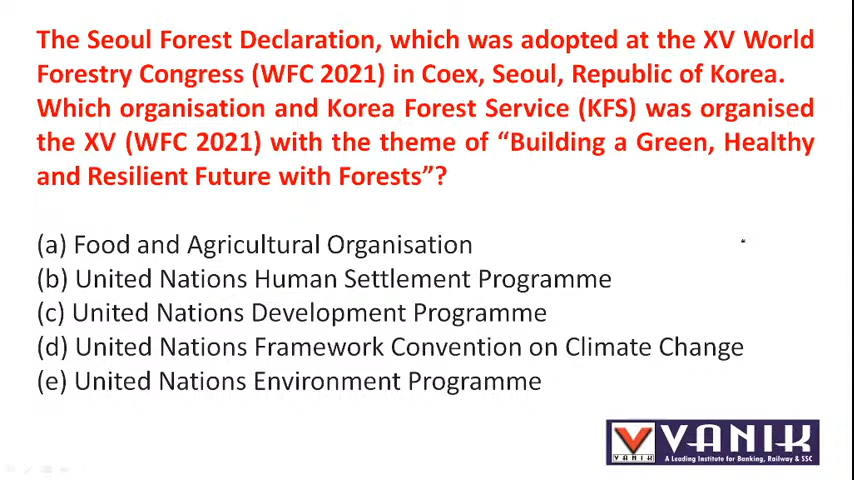 The Seoul Forest Declaration, which was adopted at the XV World
Forestry Congress (WFC 2021) in Coex, Seoul, Republic of Korea.
Which organisation and Korea Forest Service (KFS) was organised
the XV (WFC 2021) with the theme of “Building a Green, Healthy
and Resilient Future with Forests”?
(a) Food and Agricultural Organisation
(b) United Nations Human Settlement Programme
(c) United Nations Development Programme
(d) United Nations Framework Convention on Climate Change
(e) United Nations Environment Programme
VANIK
VANIK
A Leading Institute for Banking, Railway & SSC